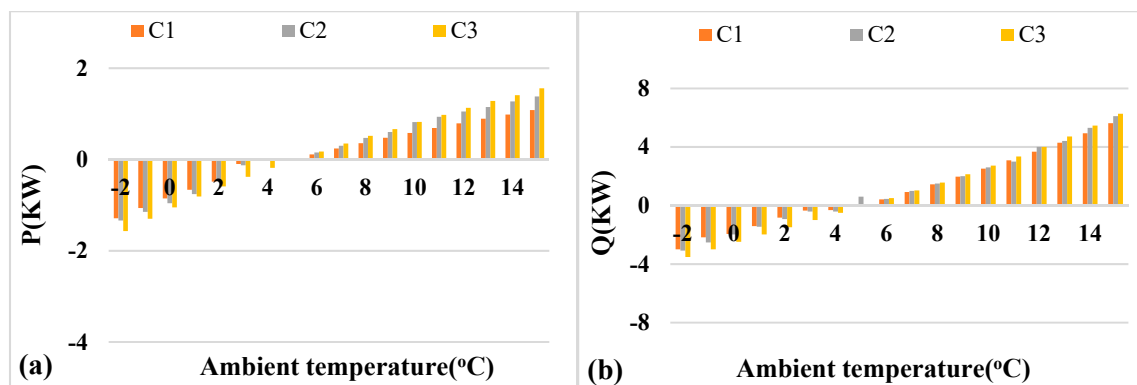 C1 C2 C3
2
0
-2
-4
P(KW)
-2 0 2 4 6 8 10 12 14
(a) Ambient temperature(°C)
C1 C2 C3
8
4
0
-4
-8
Q(KW)
-2 0 2 4 6 8 10 12 14
(b) Ambient temperature(°C)